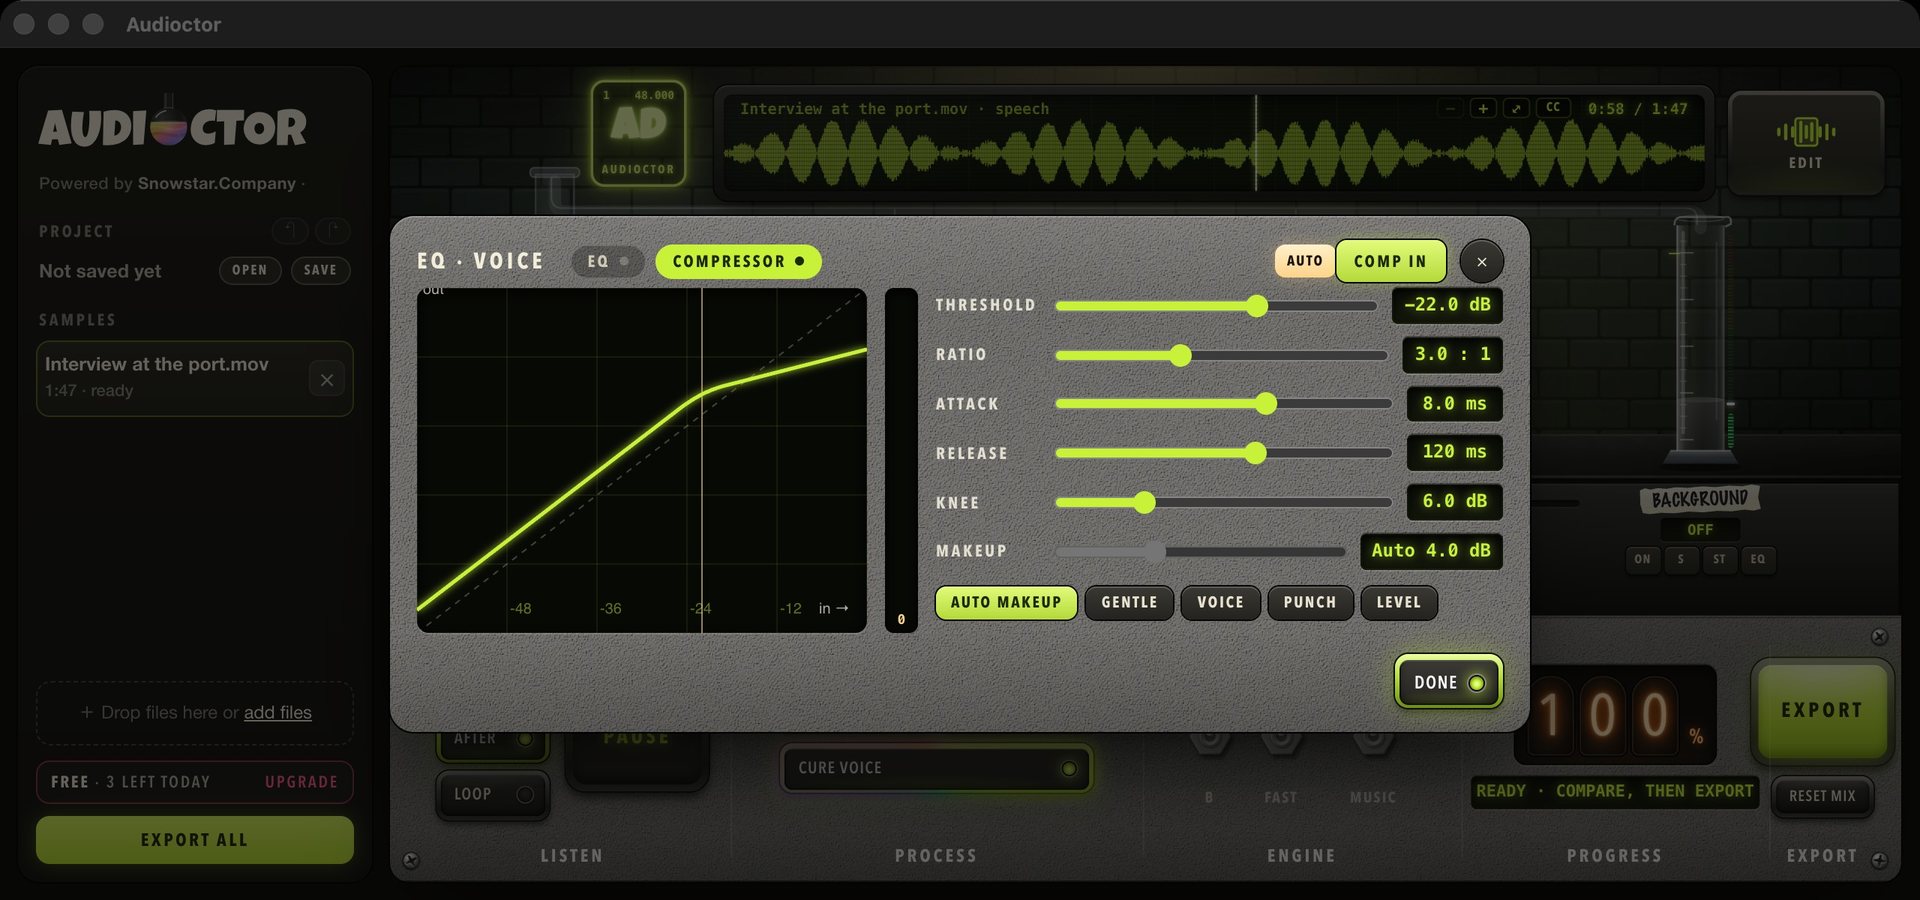 Audioctor
AUDIOCTOR
Powered by Snowstar.Company ·
PROJECT
Not saved yet
OPEN
SAVE
SAMPLES
Interview at the port.mov
1:47 · ready
+ Drop files here or add files
FREE · 3 LEFT TODAY
UPGRADE
EXPORT ALL
1 48.000
AD
AUDIOCTOR
Interview at the port.mov · speech
− + CC 0:58 / 1:47
EDIT
EQ · VOICE
EQ
COMPRESSOR
AUTO
COMP IN
×
out
-48 -36 -24 -12 in →
0
THRESHOLD −22.0 dB
RATIO 3.0 : 1
ATTACK 8.0 ms
RELEASE 120 ms
KNEE 6.0 dB
MAKEUP Auto 4.0 dB
AUTO MAKEUP
GENTLE
VOICE
PUNCH
LEVEL
DONE
BACKGROUND
OFF
ON S ST EQ
AFTER
PAUSE
LOOP
CURE VOICE
B FAST MUSIC
100 %
READY · COMPARE, THEN EXPORT
EXPORT
RESET MIX
LISTEN
PROCESS
ENGINE
PROGRESS
EXPORT